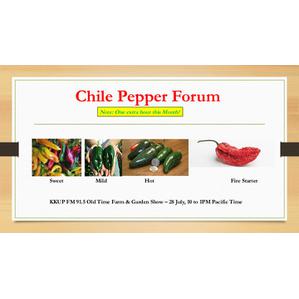 Chile Pepper Forum
Note: One extra hour this Month!
Sweet Mild Hot Fire Starter
KKUP FM 91.5 Old Time Farm & Garden Show – 28 July, 10 to 1PM Pacific Time